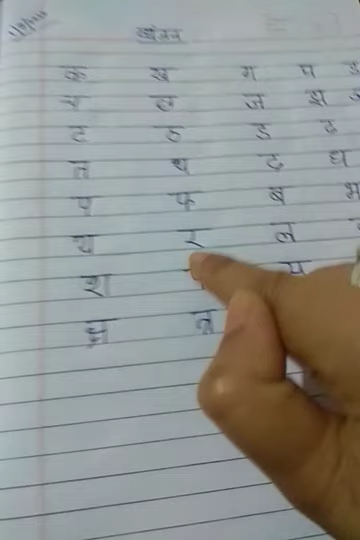 व्यंजन
क ख ग घ
च छ ज झ
ट ठ ड ढ
त थ द ध
प फ ब भ
य र ल
श
क्ष त्र